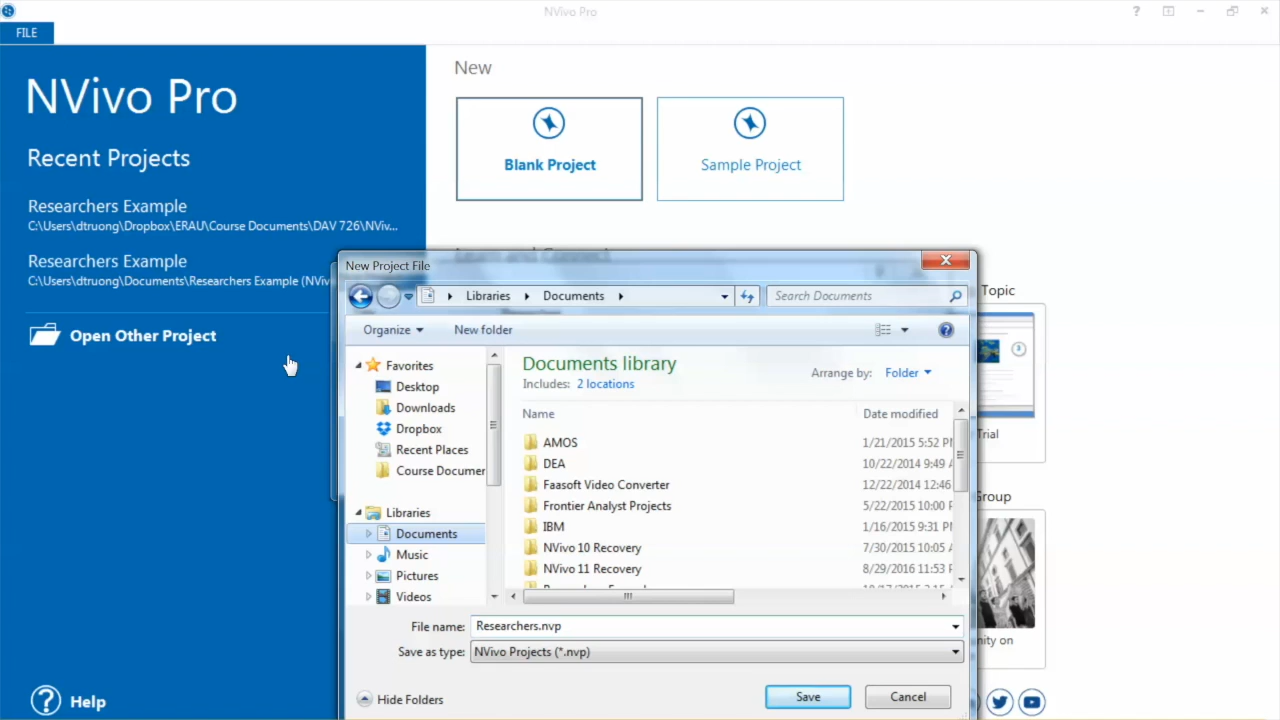 NVivo Pro
FILE
NVivo Pro
Recent Projects
Researchers Example
C:\Users\dtruong\Dropbox\ERAU\Course Documents\DAV 726\NViv...
Researchers Example
C:\Users\dtruong\Documents\Researchers Example (NViv
Open Other Project
Help
New
Blank Project
Sample Project
Learn and Connect
Topic
Trial
Group
nity on
New Project File
Libraries
Documents
Search Documents
Organize
New folder
Favorites
Desktop
Downloads
Dropbox
Recent Places
Course Documer
Libraries
Documents
Music
Pictures
Videos
Documents library
Includes: 2 locations
Arrange by: Folder
Name Date modified
AMOS 1/21/2015 5:52 P
DEA 10/22/2014 9:49
Faasoft Video Converter 12/22/2014 12:46
Frontier Analyst Projects 5/22/2015 10:00
IBM 1/16/2015 9:31 P
NVivo 10 Recovery 7/30/2015 10:05
NVivo 11 Recovery 8/29/2016 11:53
File name: Researchers.nvp
Save as type: NVivo Projects (*.nvp)
Hide Folders
Save
Cancel